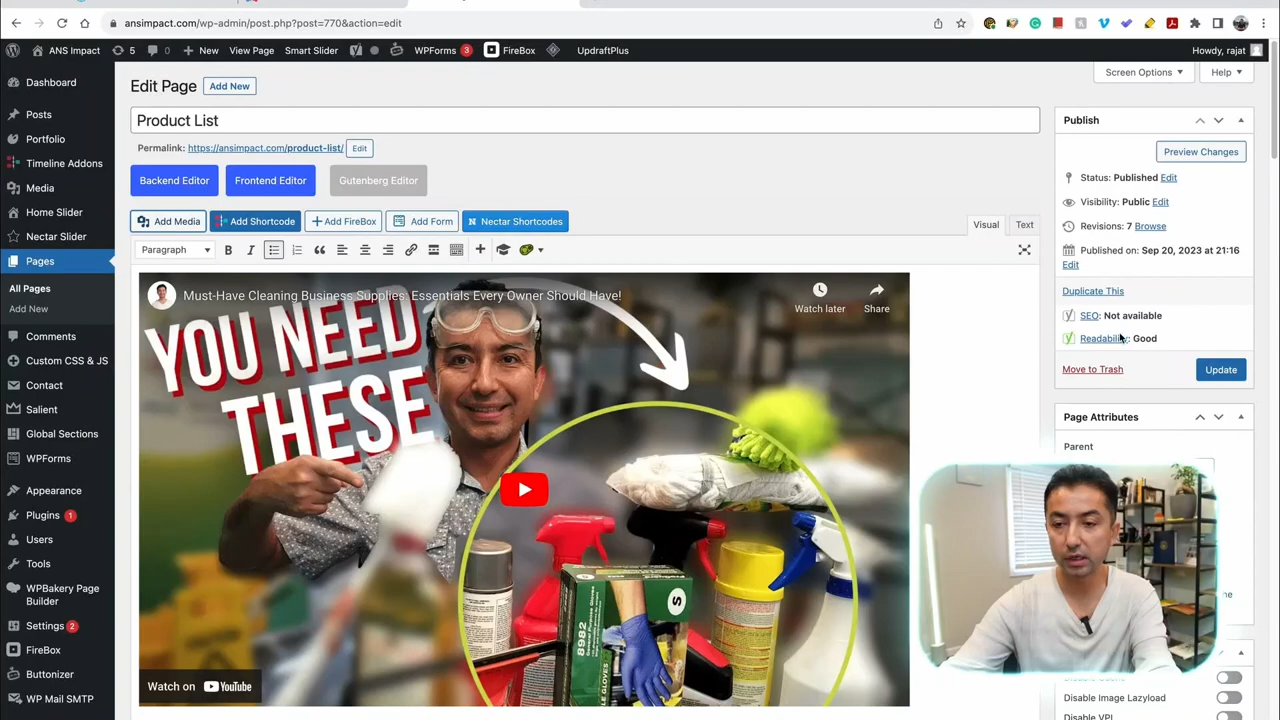 ansimpact.com/wp-admin/post.php?post=770&action=edit
ANS Impact
5
0
New
View Page
Smart Slider
WPForms
3
FireBox
UpdraftPlus
Howdy, rajat
Dashboard
Posts
Portfolio
Timeline Addons
Media
Home Slider
Nectar Slider
Pages
All Pages
Add New
Comments
Custom CSS & JS
Contact
Salient
Global Sections
WPForms
Appearance
Plugins 1
Users
Tools
WPBakery Page
Builder
Settings 2
FireBox
Buttonizer
WP Mail SMTP
Screen Options
Help
Edit Page
Add New
Product List
Permalink: https://ansimpact.com/product-list/
Edit
Backend Editor
Frontend Editor
Gutenberg Editor
Add Media
Add Shortcode
Add FireBox
Add Form
Nectar Shortcodes
Visual
Text
Paragraph
Must-Have Cleaning Business Supplies: Essentials Every Owner Should Have!
Watch later
Share
YOU NEED
THESE
8982
GLOVES
S
Watch on YouTube
Publish
Preview Changes
Status: Published Edit
Visibility: Public Edit
Revisions: 7 Browse
Published on: Sep 20, 2023 at 21:16
Edit
Duplicate This
SEO: Not available
Readability: Good
Move to Trash
Update
Page Attributes
Parent
Disable Image Lazyload
Disable VPI